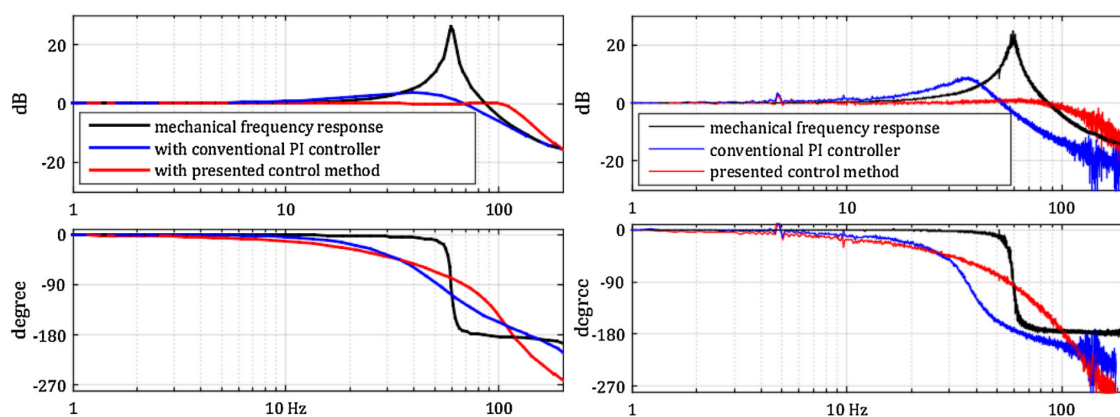 20
0
-20
dB
mechanical frequency response
with conventional PI controller
with presented control method
1
10
100
0
-90
-180
-270
degree
1
10 Hz
100
20
0
-20
dB
mechanical frequency response
conventional PI controller
presented control method
1
10
100
0
-90
-180
-270
degree
1
10 Hz
100